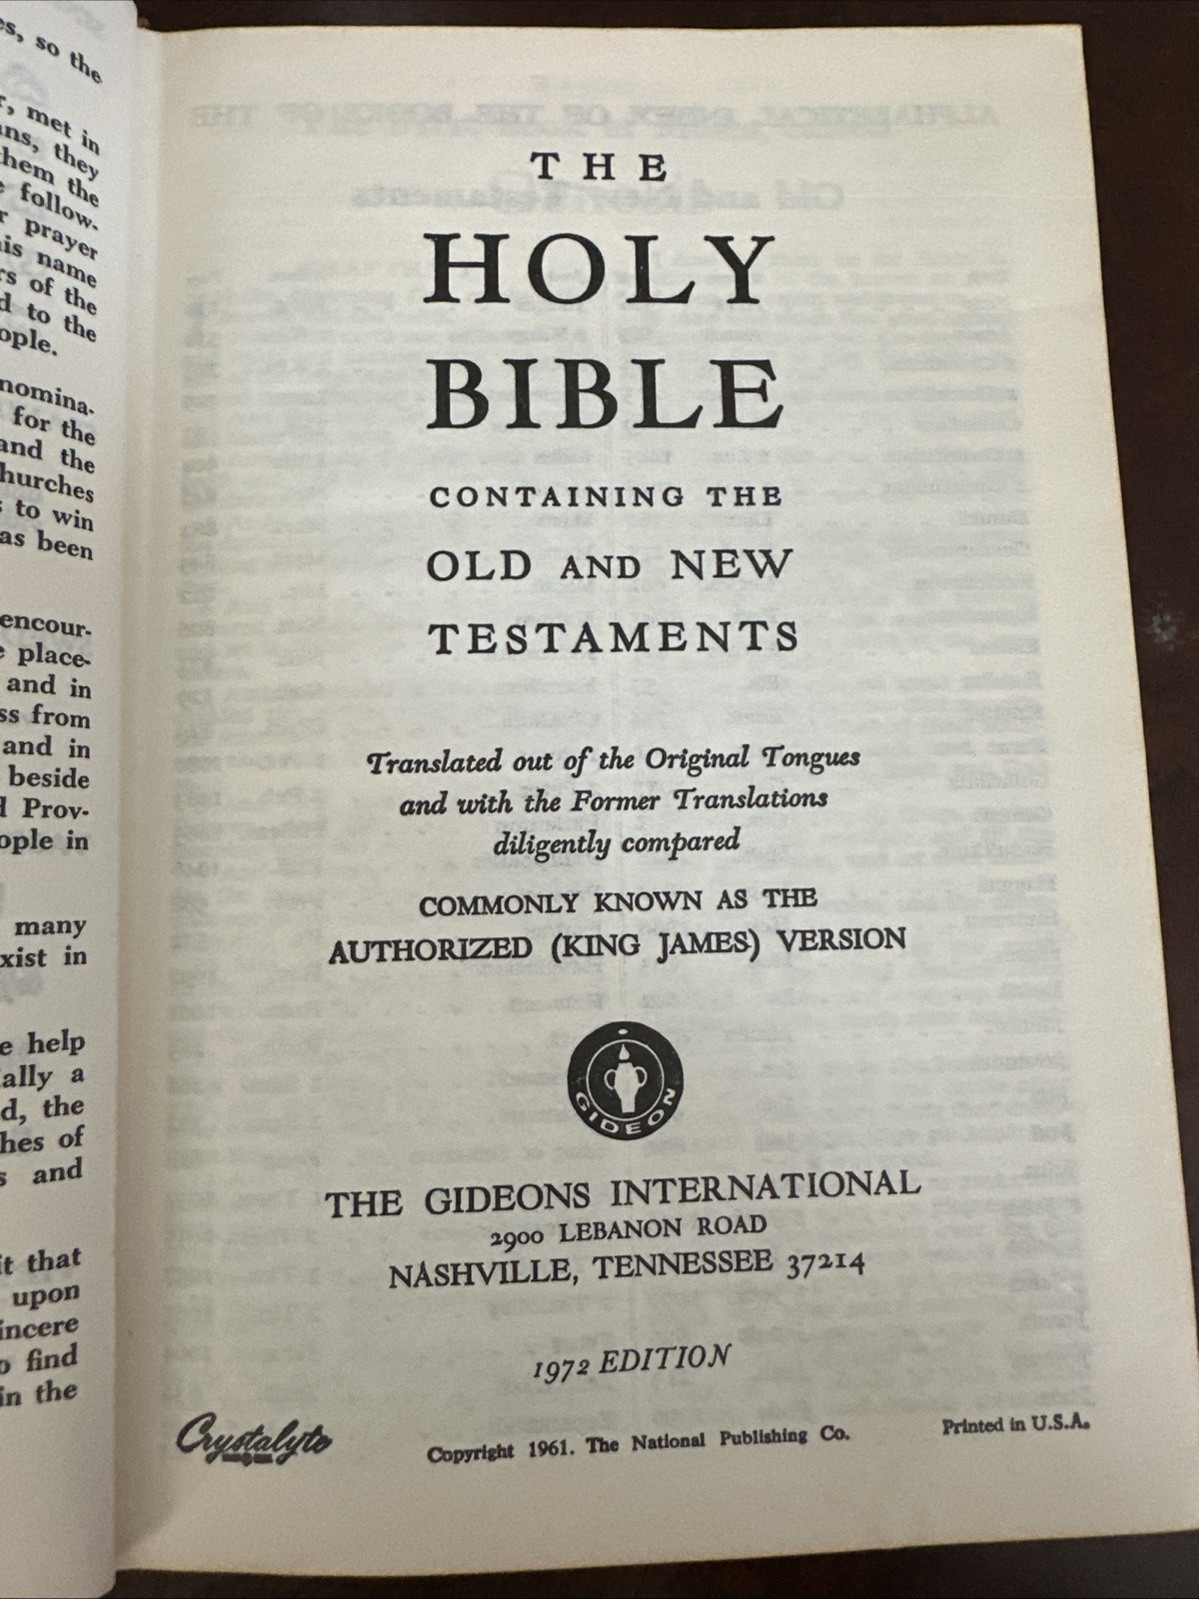 es, so the
met in
they
them the
follow-
prayer
his name
of the
to the
ople.
nomina-
for the
and the
hurches
to win
as been
encour-
place-
and in
ss from
and in
beside
Prov-
ople in
many
xist in
help
ally a
the
hes of
and
that
upon
incere
find
in the
THE
HOLY
BIBLE
CONTAINING THE
OLD AND NEW
TESTAMENTS
Translated out of the Original Tongues
and with the Former Translations
diligently compared
COMMONLY KNOWN AS THE
AUTHORIZED (KING JAMES) VERSION
GIDEON
THE GIDEONS INTERNATIONAL
2900 LEBANON ROAD
NASHVILLE, TENNESSEE 37214
1972 EDITION
Crystalyte
Copyright 1961. The National Publishing Co.
Printed in U.S.A.